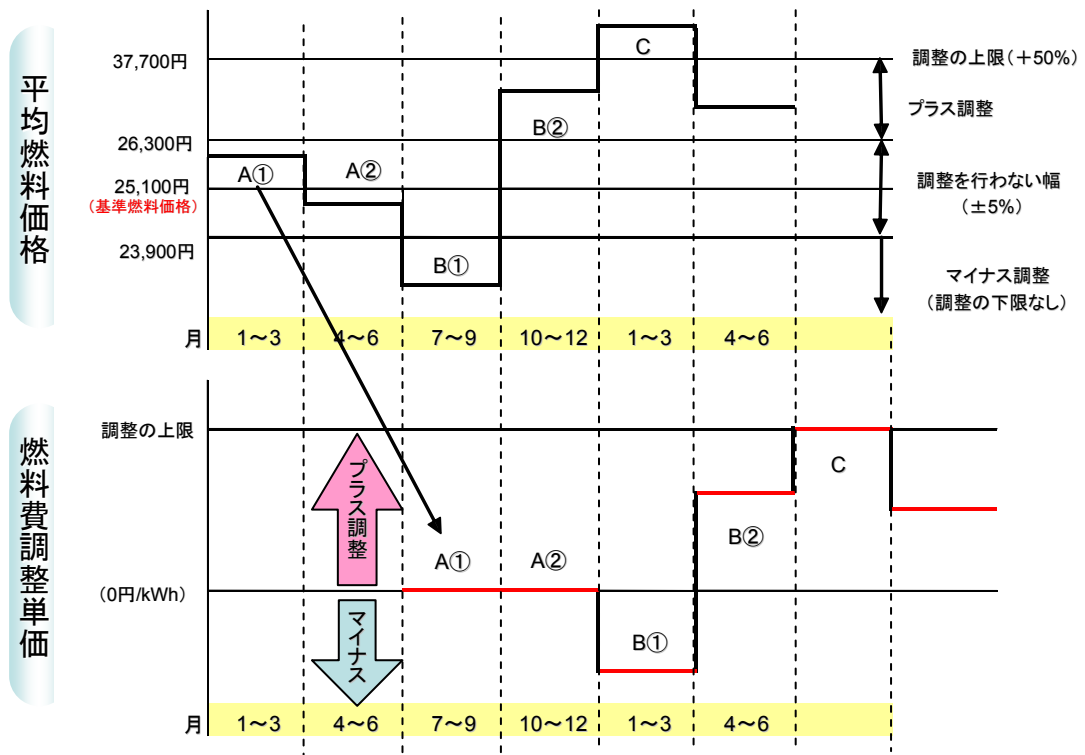 平均燃料価格
37,700円
26,300円
25,100円
(基準燃料価格)
23,900円
A①
A②
B①
B②
C
調整の上限(+50%)
プラス調整
調整を行わない幅
(±5%)
マイナス調整
(調整の下限なし)
月 1~3 4~6 7~9 10~12 1~3 4~6
燃料費調整単価
調整の上限
(0円/kWh)
プラス調整
マイナス
A①
A②
B①
B②
C
月 1~3 4~6 7~9 10~12 1~3 4~6